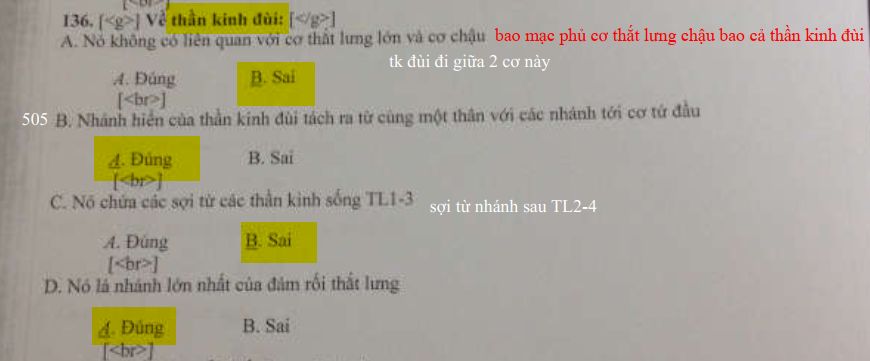 136. [<g>] Về thần kinh đùi: [</g>]
A. Nó không có liên quan với cơ thắt lưng lớn và cơ chậu bao mạc phủ cơ thắt lưng chậu bao cả thần kinh đùi
tk đùi đi giữa 2 cơ này
A. Đúng B. Sai
[<br>]
505 B. Nhánh hiển của thần kinh đùi tách ra từ cùng một thân với các nhánh tới cơ tứ đầu
A. Đúng B. Sai
[<br>]
C. Nó chứa các sợi từ các thần kinh sống TL1-3 sợi từ nhánh sau TL2-4
A. Đúng B. Sai
[<br>]
D. Nó là nhánh lớn nhất của đám rối thắt lưng
A. Đúng B. Sai
[<br>]